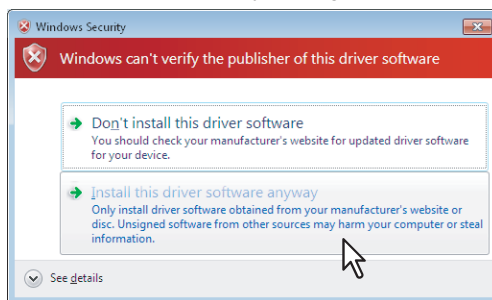 Windows Security
Windows can't verify the publisher of this driver software
Don't install this driver software
You should check your manufacturer's website for updated driver software
for your device.
Install this driver software anyway
Only install driver software obtained from your manufacturer's website or
disc. Unsigned software from other sources may harm your computer or steal
information.
See details